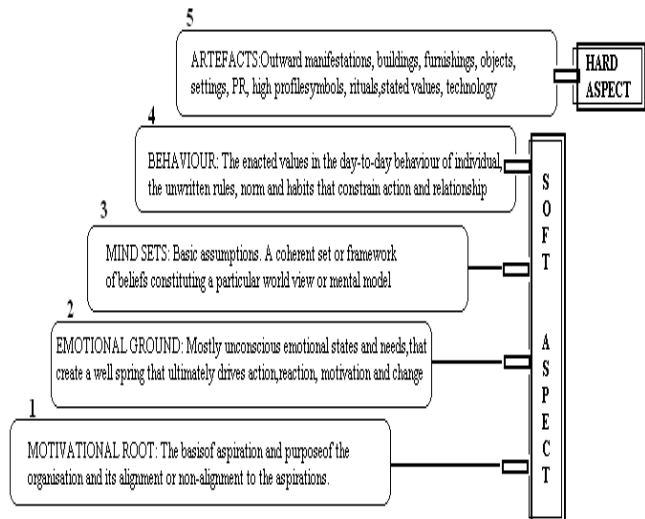 5
ARTEFACTS:Outward manifestations, buildings, furnishings, objects,
settings, PR, high profilesymbols, rituals,stated values, technology
HARD
ASPECT
4
BEHAVIOUR: The enacted values in the day-to-day behaviour of individual,
the unwritten rules, norm and habits that constrain action and relationship
3
MIND SETS: Basic assumptions. A coherent set or framework
of beliefs constituting a particular world view or mental model
2
EMOTIONAL GROUND: Mostly unconscious emotional states and needs,that
create a well spring that ultimately drives action,reaction, motivation and change
1
MOTIVATIONAL ROOT: The basisof aspiration and purposeof the
organisation and its alignment or non-alignment to the aspirations.
SOFT ASPECT